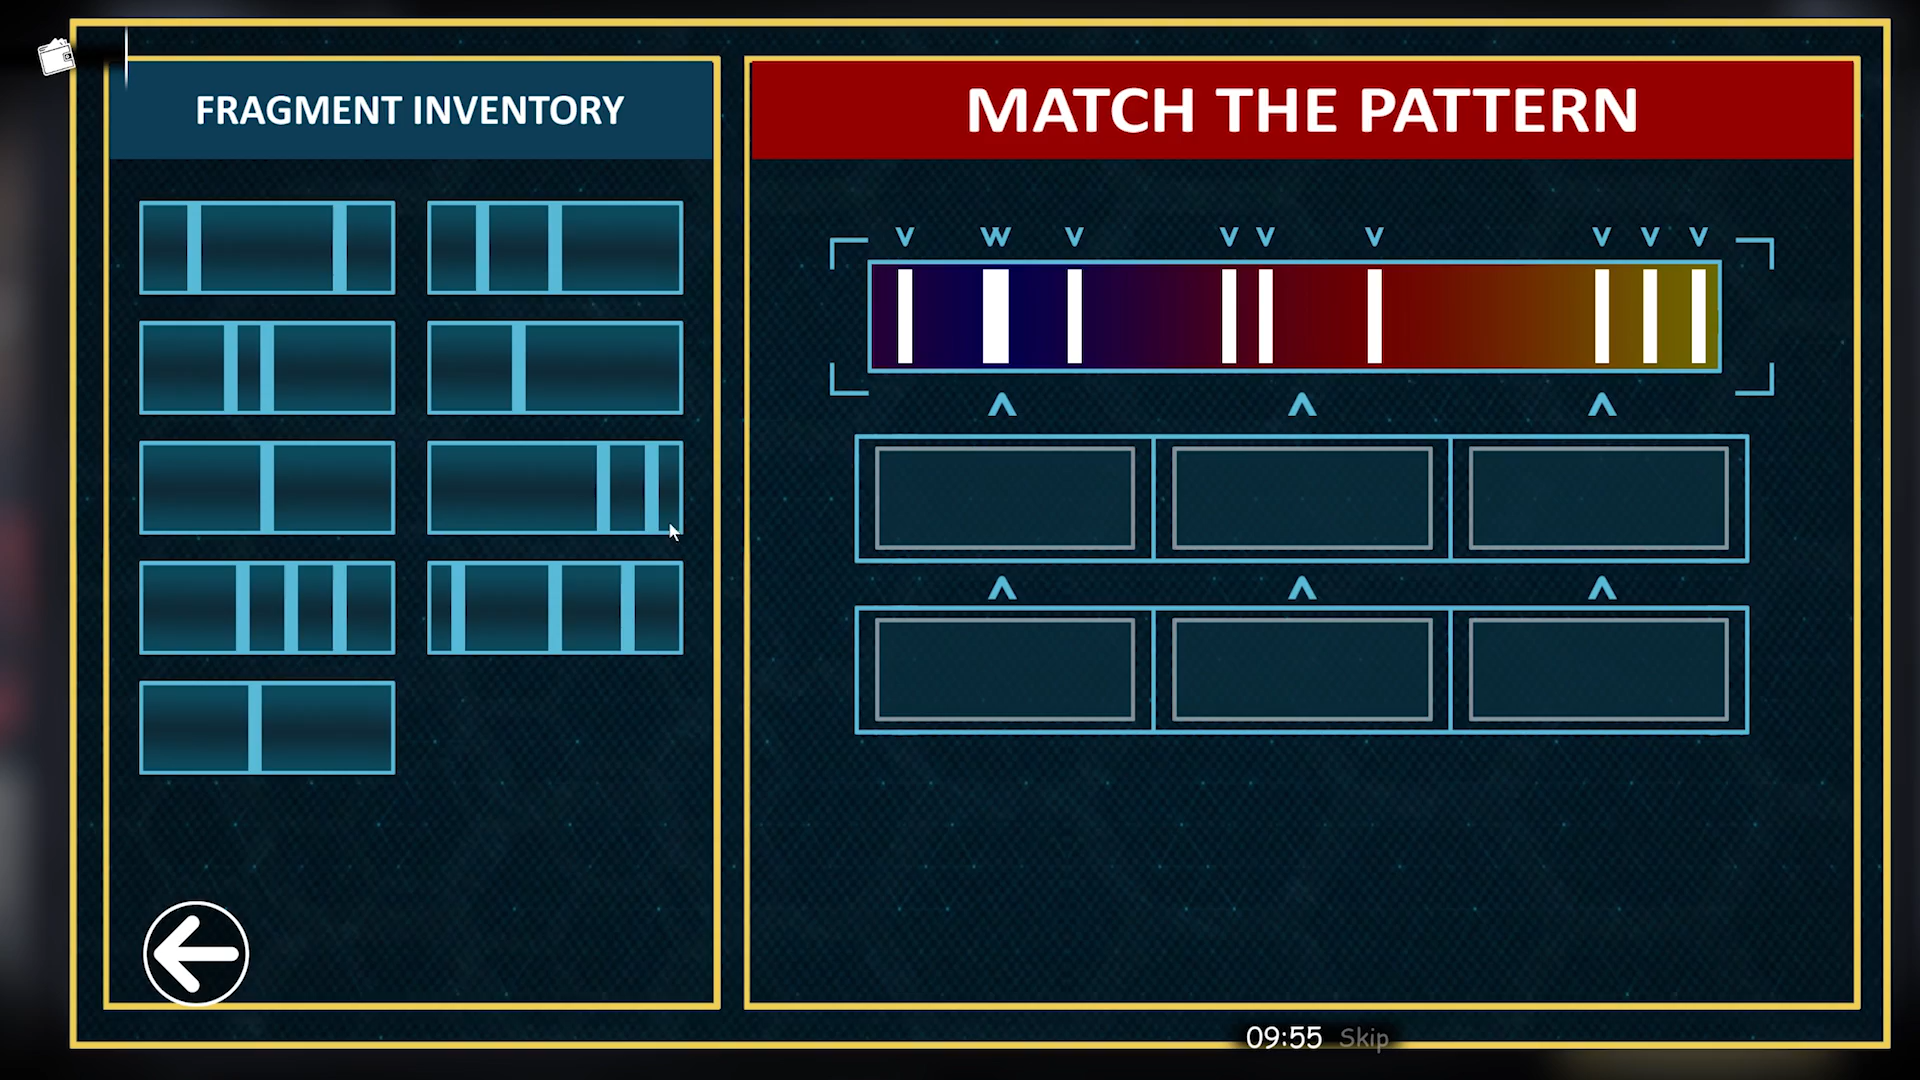 FRAGMENT INVENTORY
MATCH THE PATTERN
V W V V V V V V V
09:55 Skip